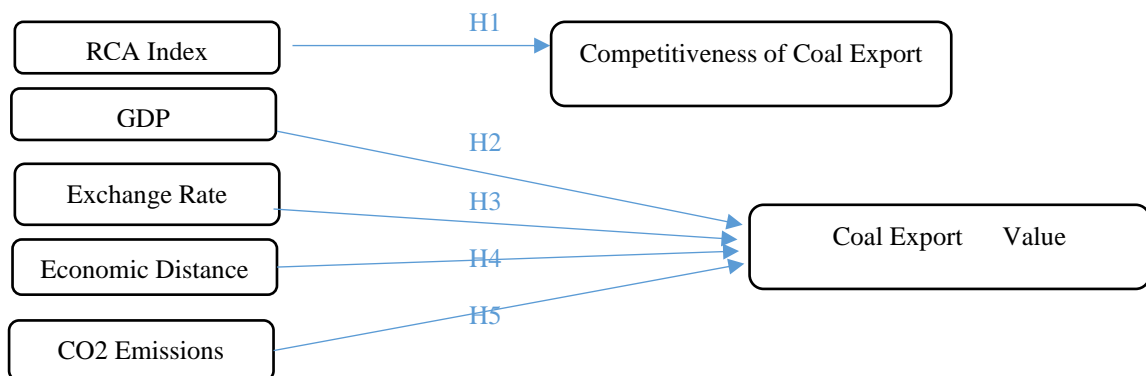 H1
RCA Index
Competitiveness of Coal Export
GDP
H2
Exchange Rate
H3
Coal Export Value
Economic Distance
H4
H5
CO2 Emissions